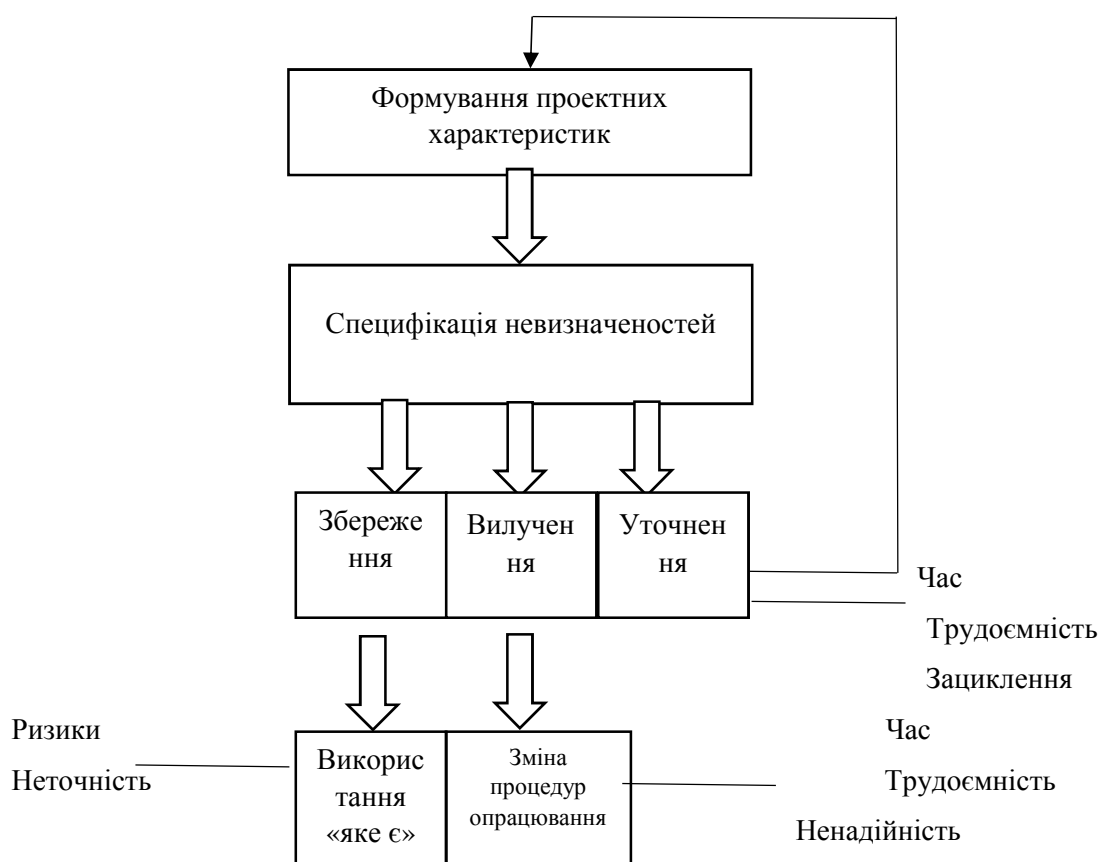 Формування проектних
характеристик
Специфікація невизначеностей
Збереже
ння
Вилучен
ня
Уточнен
ня
Час
Трудоємність
Зациклення
Ризики
Неточність
Викорис
тання
«яке є»
Зміна
процедур
опрацювання
Час
Трудоємність
Ненадійність